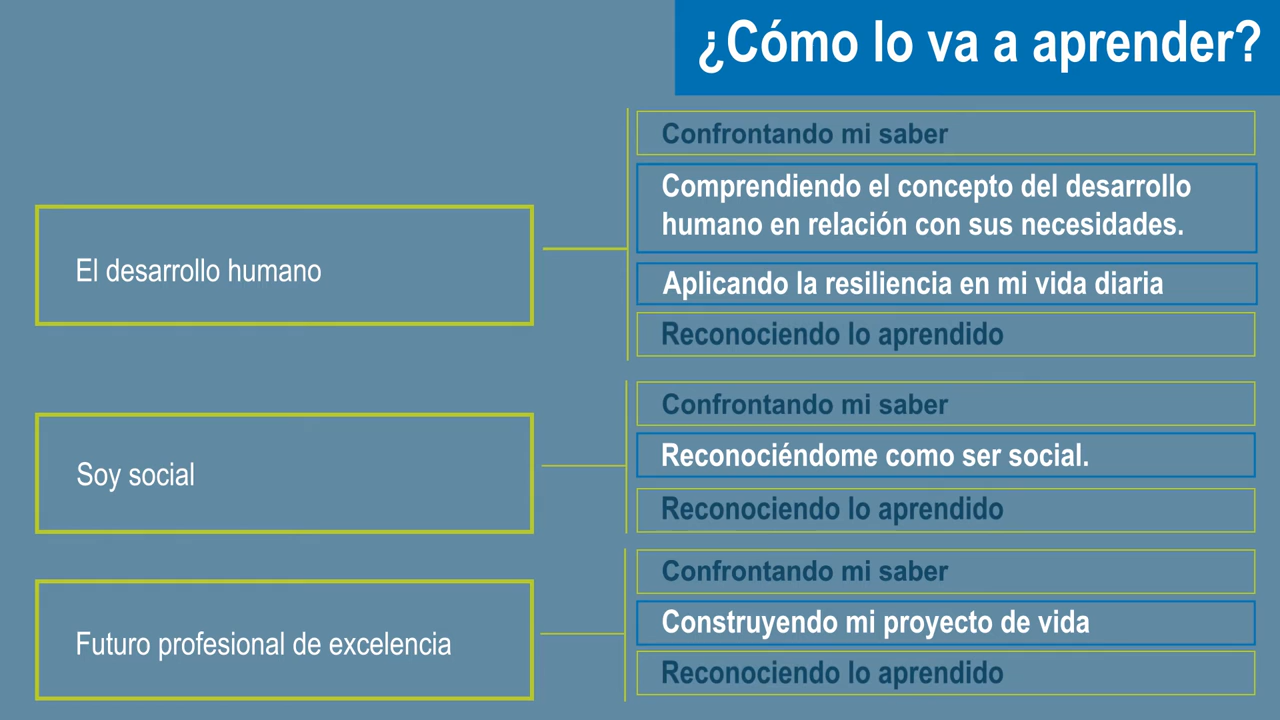 ¿Cómo lo va a aprender?
El desarrollo humano
Confrontando mi saber
Comprendiendo el concepto del desarrollo
humano en relación con sus necesidades.
Aplicando la resiliencia en mi vida diaria
Reconociendo lo aprendido
Soy social
Confrontando mi saber
Reconociéndome como ser social.
Reconociendo lo aprendido
Futuro profesional de excelencia
Confrontando mi saber
Construyendo mi proyecto de vida
Reconociendo lo aprendido